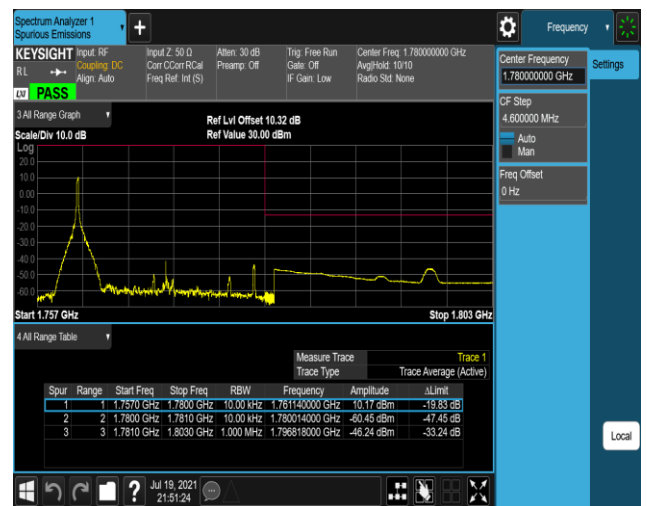 Spectrum Analyzer 1
Spurious Emissions
Frequency
KEYSIGHT
RL
Input: RF
Coupling: DC
Align: Auto
Input Z: 50 Ω
Corr CCorr RCal
Freq Ref: Int (S)
Atten: 30 dB
Preamp: Off
Trig: Free Run
Gate: Off
IF Gain: Low
Center Freq: 1.780000000 GHz
Avg|Hold: 10/10
Radio Std: None
LXI PASS
Center Frequency
1.780000000 GHz
Settings
CF Step
4.600000 MHz
Auto
Man
Freq Offset
0 Hz
3 All Range Graph
Scale/Div 10.0 dB
Ref Lvl Offset 10.32 dB
Ref Value 30.00 dBm
Log
20.0
10.0
0.00
-10.0
-20.0
-30.0
-40.0
-50.0
-60.0
Start 1.757 GHz Stop 1.803 GHz
4 All Range Table
Measure Trace Trace 1
Trace Type Trace Average (Active)
Spur Range Start Freq Stop Freq RBW Frequency Amplitude ΔLimit
1 1 1.7570 GHz 1.7800 GHz 10.00 kHz 1.761140000 GHz 10.17 dBm -19.83 dB
2 2 1.7800 GHz 1.7810 GHz 10.00 kHz 1.780014000 GHz -60.45 dBm -47.45 dB
3 3 1.7810 GHz 1.8030 GHz 1.000 MHz 1.796818000 GHz -46.24 dBm -33.24 dB
Local
Jul 19, 2021
21:51:24